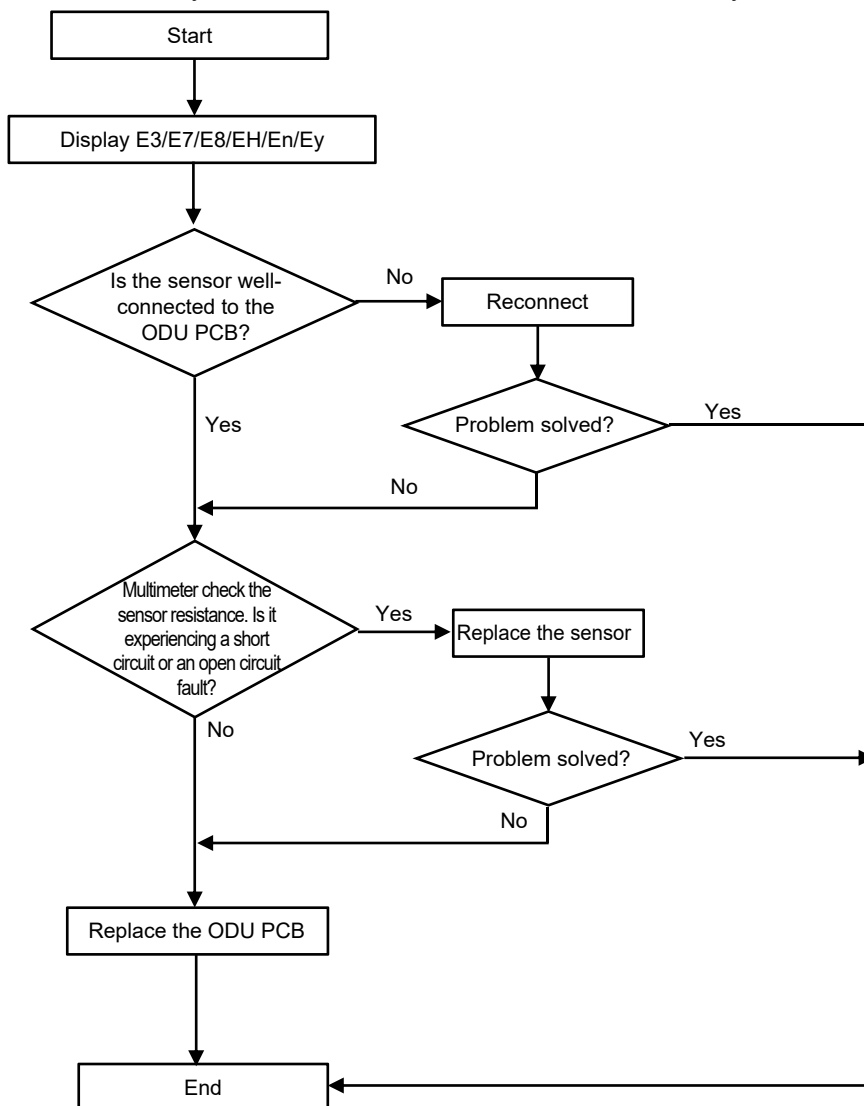 Start
Display E3/E7/E8/EH/En/Ey
Is the sensor well-
connected to the
ODU PCB?
No
Reconnect
Yes
Problem solved?
Yes
No
Multimeter check the
sensor resistance. Is it
experiencing a short
circuit or an open circuit
fault?
Yes
Replace the sensor
No
Problem solved?
Yes
No
Replace the ODU PCB
End